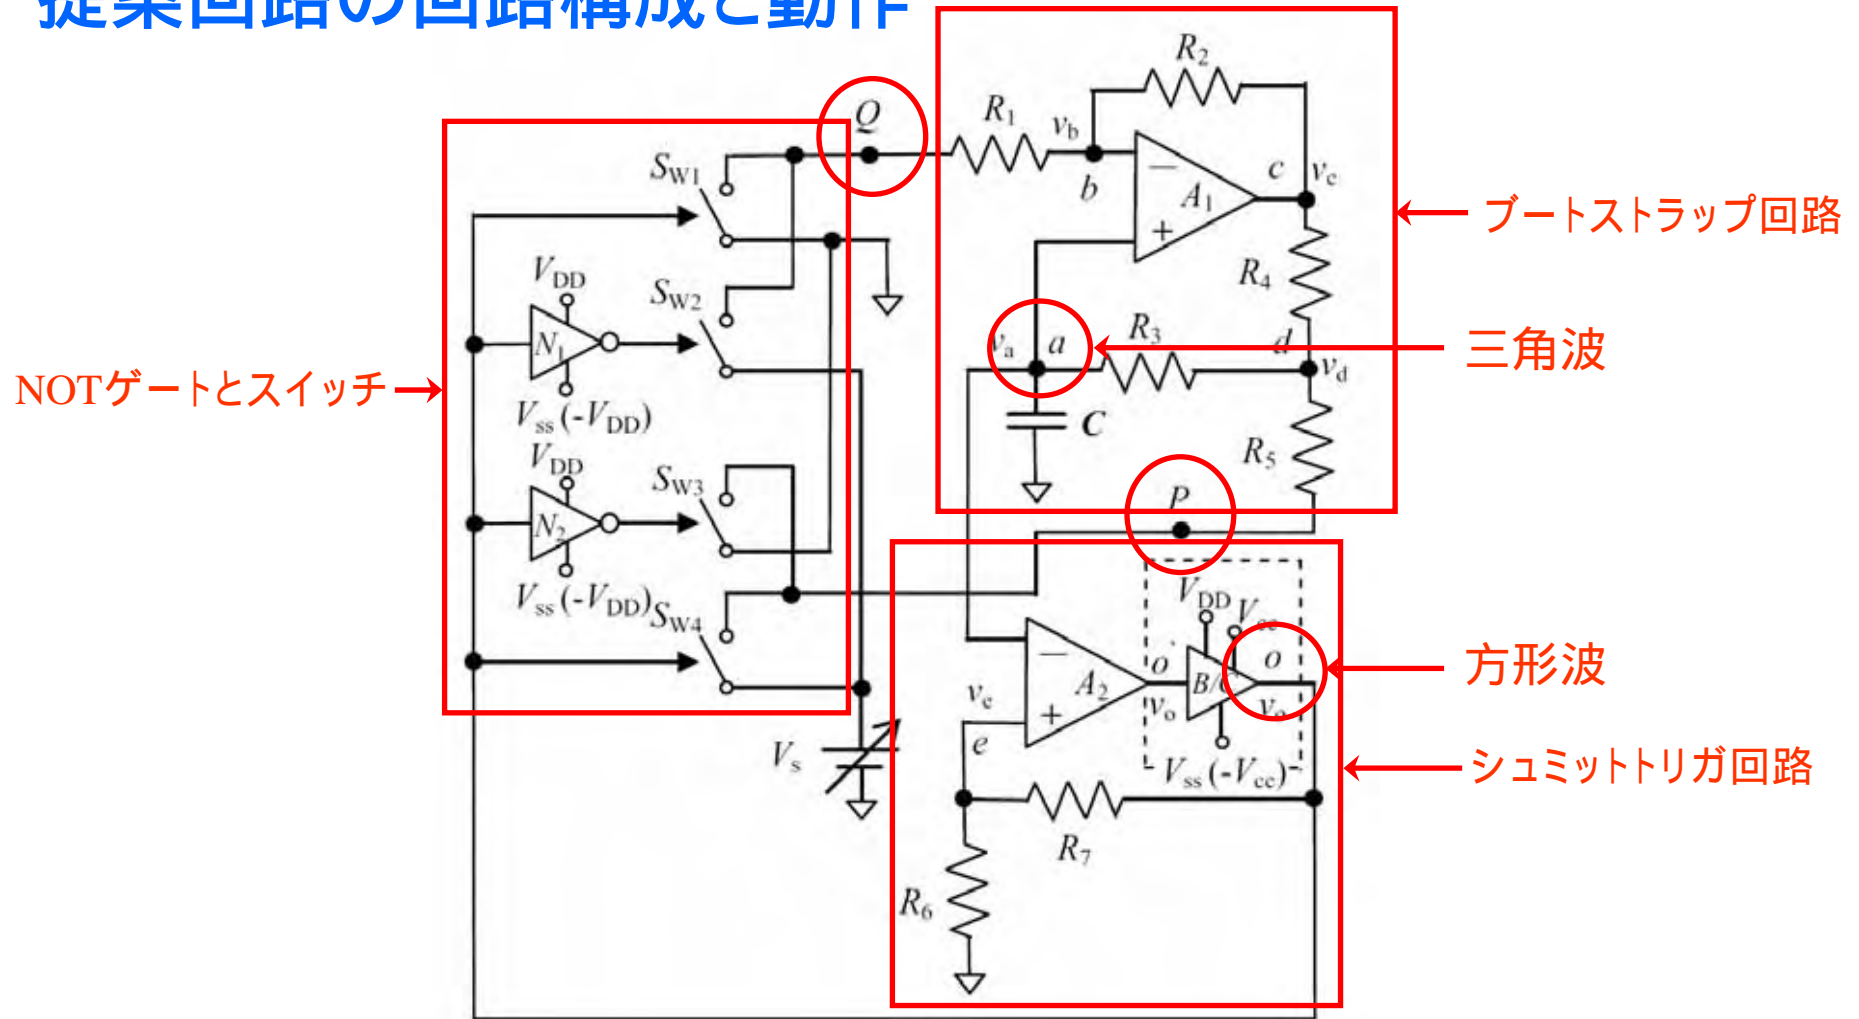 提案回路の回路構成と動作
R2
Q
R1
vb
SW1
b
A1
c
vc
ブートストラップ回路
VDD
SW2
R4
N1
va
a
R3
d
三角波
vd
NOTゲートとスイッチ
Vss(-VDD)
C
VDD
SW3
R5
P
N2
Vss(-VDD)
SW4
VDD
Vcc
方形波
ve
A2
o'
B/
o
vo
vo
e
Vs
Vss(-Vcc)
シュミットトリガ回路
R7
R6